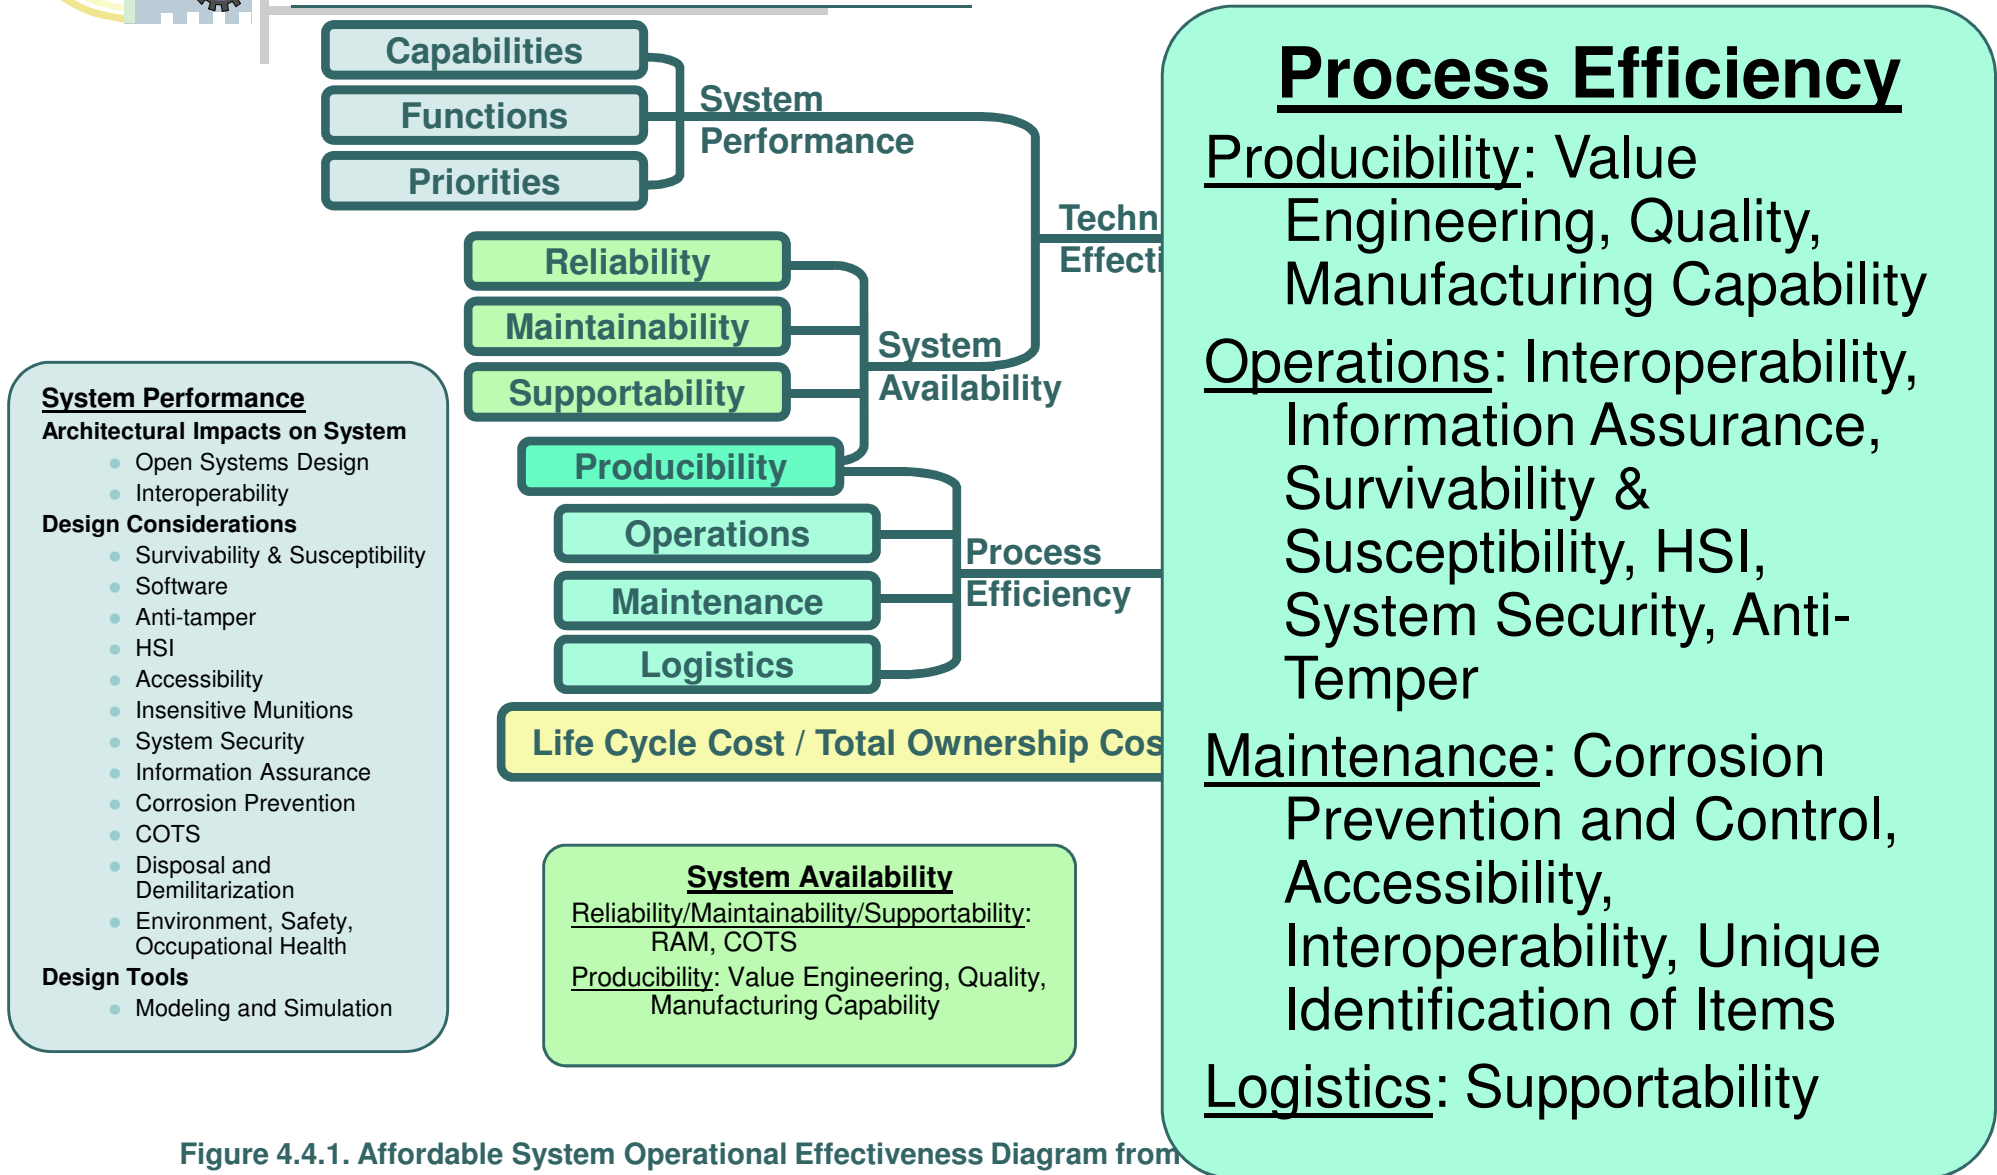 Capabilities
Functions
Priorities
System
Performance
Techn
Effecti
Reliability
Maintainability
Supportability
System
Availability
Producibility
Operations
Maintenance
Logistics
Process
Efficiency
Life Cycle Cost / Total Ownership Cos
System Performance
Architectural Impacts on System
Open Systems Design
Interoperability
Design Considerations
Survivability & Susceptibility
Software
Anti-tamper
HSI
Accessibility
Insensitive Munitions
System Security
Information Assurance
Corrosion Prevention
COTS
Disposal and
Demilitarization
Environment, Safety,
Occupational Health
Design Tools
Modeling and Simulation
System Availability
Reliability/Maintainability/Supportability:
RAM, COTS
Producibility: Value Engineering, Quality,
Manufacturing Capability
Process Efficiency
Producibility: Value
Engineering, Quality,
Manufacturing Capability
Operations: Interoperability,
Information Assurance,
Survivability &
Susceptibility, HSI,
System Security, Anti-
Temper
Maintenance: Corrosion
Prevention and Control,
Accessibility,
Interoperability, Unique
Identification of Items
Logistics: Supportability
Figure 4.4.1. Affordable System Operational Effectiveness Diagram from